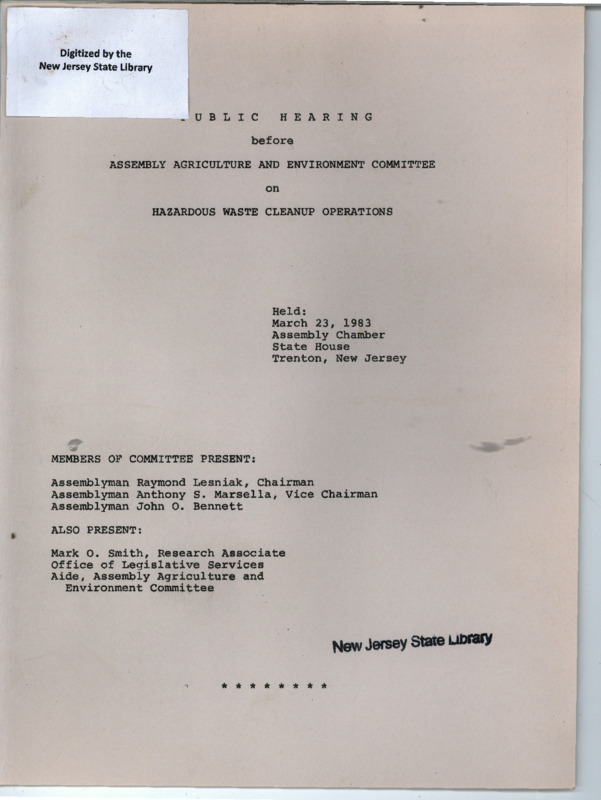 Digitized by the
New Jersey State Library
UBLIC HEARING
before
ASSEMBLY AGRICULTURE AND ENVIRONMENT COMMITTEE
on
HAZARDOUS WASTE CLEANUP OPERATIONS
Held:
March 23, 1983
Assembly Chamber
State House
Trenton, New Jersey
MEMBERS OF COMMITTEE PRESENT:
Assemblyman Raymond Lesniak, Chairman
Assemblyman Anthony S. Marsella, Vice Chairman
Assemblyman John O. Bennett
ALSO PRESENT:
Mark O. Smith, Research Associate
Office of Legislative Services
Aide, Assembly Agriculture and
Environment Committee
New Jersey State Library
* * * * * * * *